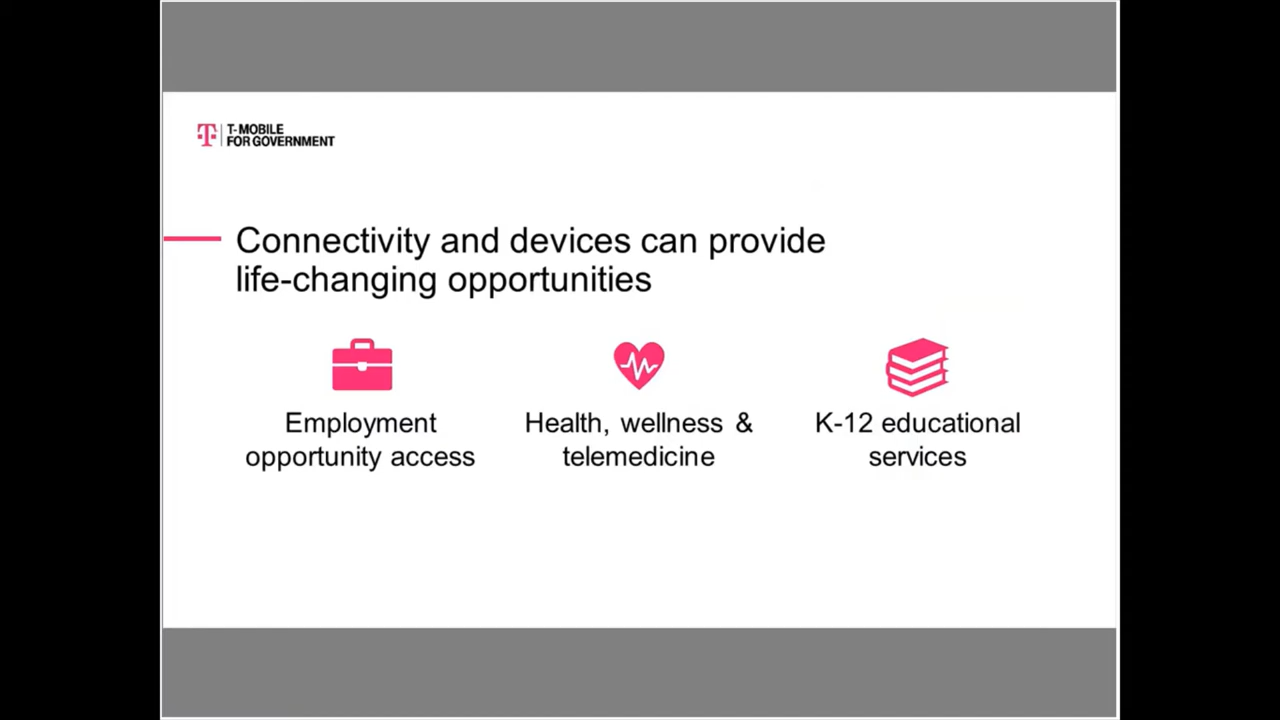 T-MOBILE
FOR GOVERNMENT
Connectivity and devices can provide
life-changing opportunities
Employment
opportunity access
Health, wellness &
telemedicine
K-12 educational
services